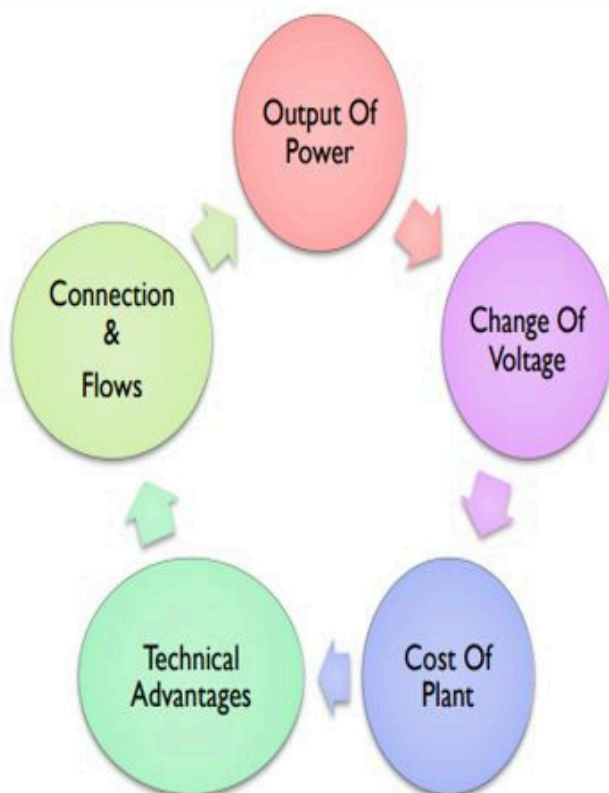 Output Of
Power
Change Of
Voltage
Cost Of
Plant
Technical
Advantages
Connection
&
Flows